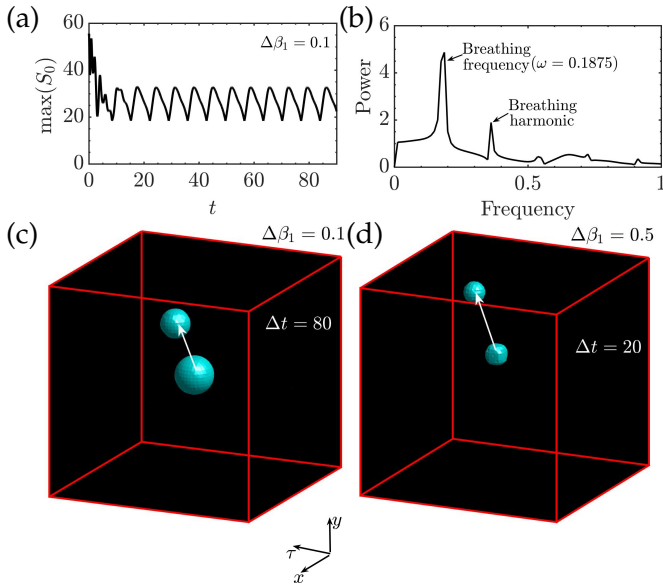 (a)
60
40
20
0
max(S₀)
Δβ₁ = 0.1
0 20 40 60 80
t
(b)
6
4
2
0
Power
Breathing
frequency(ω = 0.1875)
Breathing
harmonic
0 0.5 1
Frequency
(c)
Δβ₁ = 0.1
Δt = 80
(d)
Δβ₁ = 0.5
Δt = 20
y
τ
x